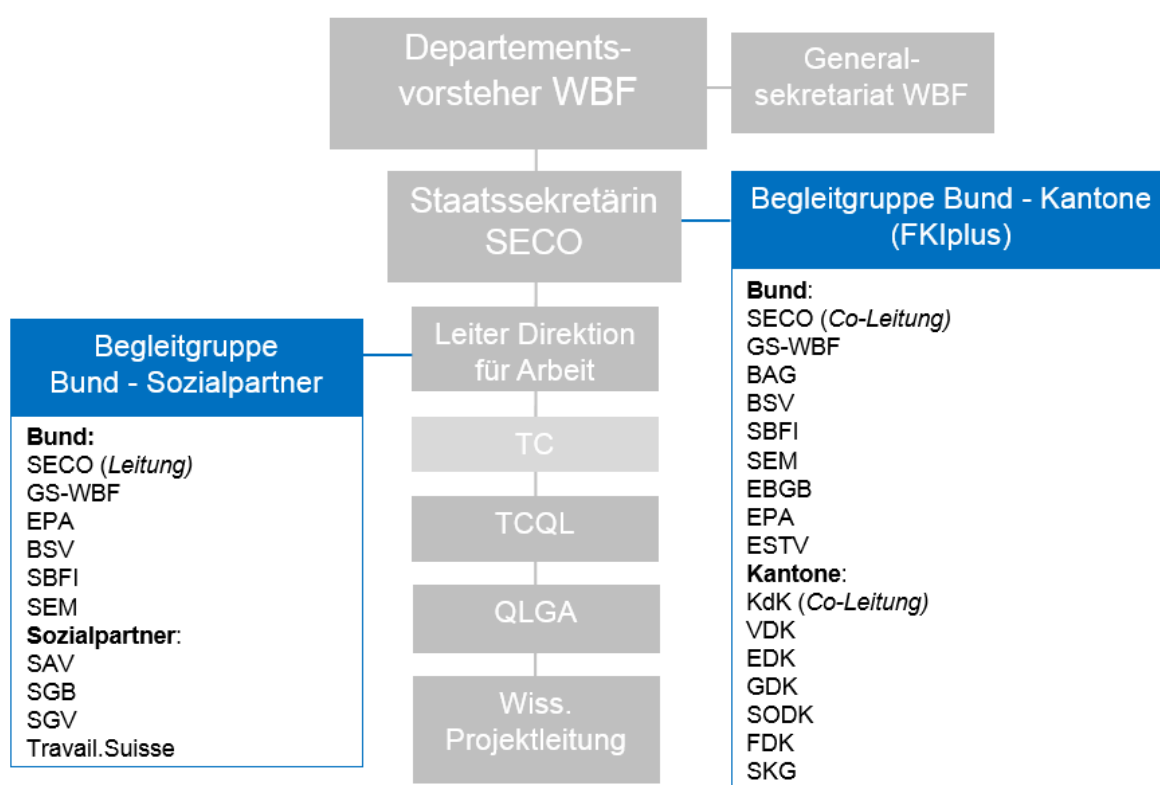 Departements-
vorsteher WBF
General-
sekretariat WBF
Staatssekretärin
SECO
Begleitgruppe Bund - Kantone
(FKIplus)
Bund:
SECO (Co-Leitung)
GS-WBF
BAG
BSV
SBFI
SEM
EBGB
EPA
ESTV
Kantone:
KdK (Co-Leitung)
VDK
EDK
GDK
SODK
FDK
SKG
Leiter Direktion
für Arbeit
Begleitgruppe
Bund - Sozialpartner
Bund:
SECO (Leitung)
GS-WBF
EPA
BSV
SBFI
SEM
Sozialpartner:
SAV
SGB
SGV
Travail.Suisse
TC
TCQL
QLGA
Wiss.
Projektleitung